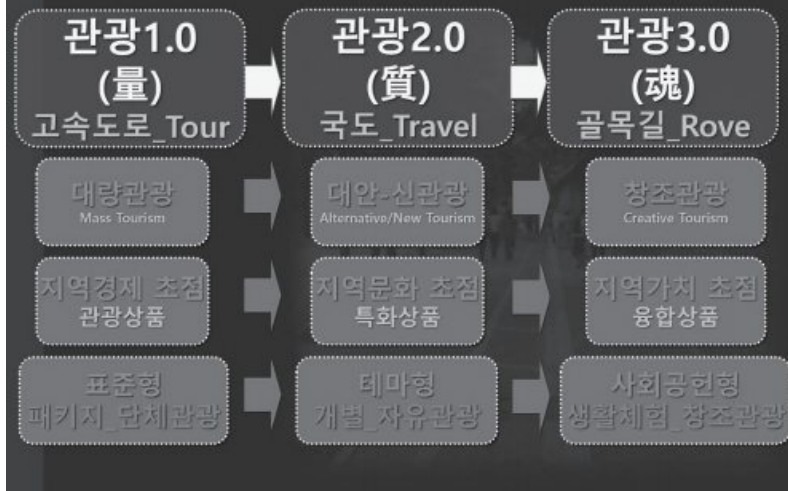 관광1.0
(量)
고속도로_Tour
관광2.0
(質)
국도_Travel
관광3.0
(魂)
골목길_Rove
대량관광
Mass Tourism
대안-신관광
Alternative/New Tourism
창조관광
Creative Tourism
지역경제 초점
관광상품
지역문화 초점
특화상품
지역가치 초점
융합상품
표준형
패키지_단체관광
테마형
개별_자유관광
사회공헌형
생활체험_창조관광